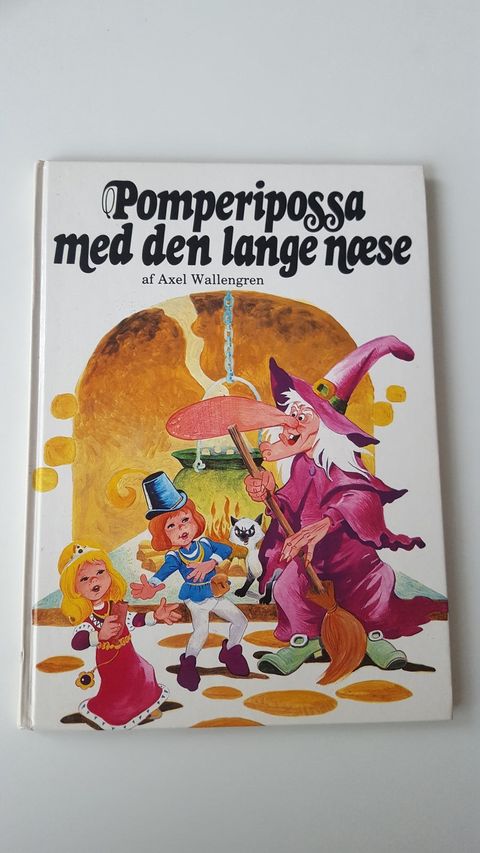 Pomperipossa
med den lange næse
af Axel Wallengren